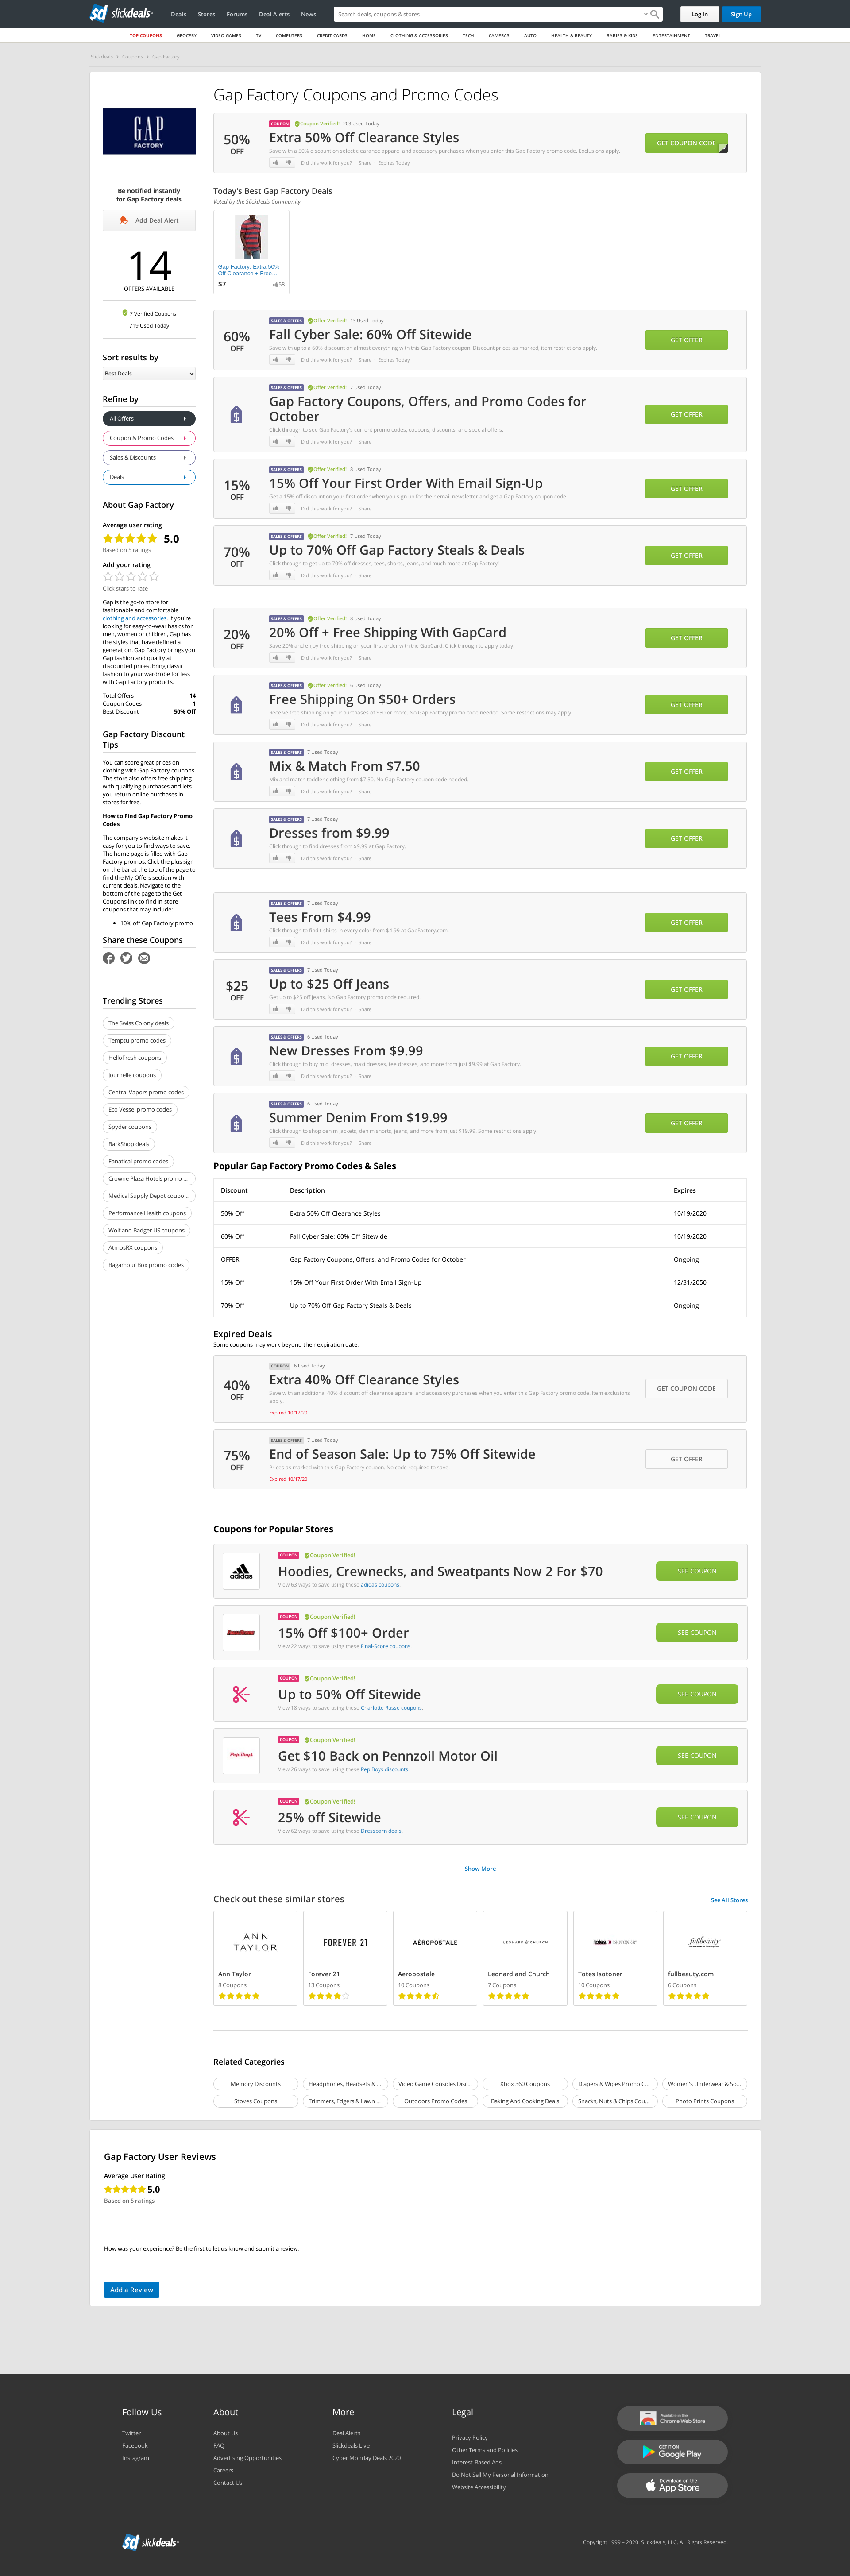 slickdeals
Deals
Stores
Forums
Deal Alerts
News
Search deals, coupons & stores
Log In
Sign Up
TOP COUPONS
GROCERY
VIDEO GAMES
TV
COMPUTERS
CREDIT CARDS
HOME
CLOTHING & ACCESSORIES
TECH
CAMERAS
AUTO
HEALTH & BEAUTY
BABIES & KIDS
ENTERTAINMENT
TRAVEL
Slickdeals
Coupons
Gap Factory
GAP
FACTORY
Be notified instantly
for Gap Factory deals
Add Deal Alert
14
OFFERS AVAILABLE
7 Verified Coupons
719 Used Today
Sort results by
Best Deals
Refine by
All Offers
Coupon & Promo Codes
Sales & Discounts
Deals
About Gap Factory
Average user rating
5.0
Based on 5 ratings
Add your rating
Click stars to rate
Gap is the go-to store for
fashionable and comfortable
clothing and accessories. If you're
looking for easy-to-wear basics for
men, women or children, Gap has
the styles that have defined a
generation. Gap Factory brings you
Gap fashion and quality at
discounted prices. Bring classic
fashion to your wardrobe for less
with Gap Factory products.
Total Offers 14
Coupon Codes 1
Best Discount 50% Off
Gap Factory Discount
Tips
You can score great prices on
clothing with Gap Factory coupons.
The store also offers free shipping
with qualifying purchases and lets
you return online purchases in
stores for free.
How to Find Gap Factory Promo
Codes
The company's website makes it
easy for you to find ways to save.
The home page is filled with Gap
Factory promos. Click the plus sign
on the bar at the top of the page to
find the My Offers section with
current deals. Navigate to the
bottom of the page to the Get
Coupons link to find in-store
coupons that may include:
10% off Gap Factory promo
Share these Coupons
Trending Stores
The Swiss Colony deals
Temptu promo codes
HelloFresh coupons
Journelle coupons
Central Vapors promo codes
Eco Vessel promo codes
Spyder coupons
BarkShop deals
Fanatical promo codes
Crowne Plaza Hotels promo ...
Medical Supply Depot coupo...
Performance Health coupons
Wolf and Badger US coupons
AtmosRX coupons
Bagamour Box promo codes
Gap Factory Coupons and Promo Codes
50%
OFF
COUPON Coupon Verified! 203 Used Today
Extra 50% Off Clearance Styles
Save with a 50% discount on select clearance apparel and accessory purchases when you enter this Gap Factory promo code. Exclusions apply.
Did this work for you? · Share · Expires Today
GET COUPON CODE
Today's Best Gap Factory Deals
Voted by the Slickdeals Community
Gap Factory: Extra 50%
Off Clearance + Free...
$7
58
60%
OFF
SALES & OFFERS Offer Verified! 13 Used Today
Fall Cyber Sale: 60% Off Sitewide
Save with up to a 60% discount on almost everything with this Gap Factory coupon! Discount prices as marked, item restrictions apply.
Did this work for you? · Share · Expires Today
GET OFFER
SALES & OFFERS Offer Verified! 7 Used Today
Gap Factory Coupons, Offers, and Promo Codes for
October
Click through to see Gap Factory's current promo codes, coupons, discounts, and special offers.
Did this work for you? · Share
GET OFFER
15%
OFF
SALES & OFFERS Offer Verified! 8 Used Today
15% Off Your First Order With Email Sign-Up
Get a 15% off discount on your first order when you sign up for their email newsletter and get a Gap Factory coupon code.
Did this work for you? · Share
GET OFFER
70%
OFF
SALES & OFFERS Offer Verified! 7 Used Today
Up to 70% Off Gap Factory Steals & Deals
Click through to get up to 70% off dresses, tees, shorts, jeans, and much more at Gap Factory!
Did this work for you? · Share
GET OFFER
20%
OFF
SALES & OFFERS Offer Verified! 8 Used Today
20% Off + Free Shipping With GapCard
Save 20% and enjoy free shipping on your first order with the GapCard. Click through to apply today!
Did this work for you? · Share
GET OFFER
SALES & OFFERS Offer Verified! 6 Used Today
Free Shipping On $50+ Orders
Receive free shipping on your purchases of $50 or more. No Gap Factory promo code needed. Some restrictions may apply.
Did this work for you? · Share
GET OFFER
SALES & OFFERS 7 Used Today
Mix & Match From $7.50
Mix and match toddler clothing from $7.50. No Gap Factory coupon code needed.
Did this work for you? · Share
GET OFFER
SALES & OFFERS 7 Used Today
Dresses from $9.99
Click through to find dresses from $9.99 at Gap Factory.
Did this work for you? · Share
GET OFFER
SALES & OFFERS 7 Used Today
Tees From $4.99
Click through to find t-shirts in every color from $4.99 at GapFactory.com.
Did this work for you? · Share
GET OFFER
$25
OFF
SALES & OFFERS 7 Used Today
Up to $25 Off Jeans
Get up to $25 off jeans. No Gap Factory promo code required.
Did this work for you? · Share
GET OFFER
SALES & OFFERS 6 Used Today
New Dresses From $9.99
Click through to buy midi dresses, maxi dresses, tee dresses, and more from just $9.99 at Gap Factory.
Did this work for you? · Share
GET OFFER
SALES & OFFERS 6 Used Today
Summer Denim From $19.99
Click through to shop denim jackets, denim shorts, jeans, and more from just $19.99. Some restrictions apply.
Did this work for you? · Share
GET OFFER
Popular Gap Factory Promo Codes & Sales
Discount Description Expires
50% Off Extra 50% Off Clearance Styles 10/19/2020
60% Off Fall Cyber Sale: 60% Off Sitewide 10/19/2020
OFFER Gap Factory Coupons, Offers, and Promo Codes for October Ongoing
15% Off 15% Off Your First Order With Email Sign-Up 12/31/2050
70% Off Up to 70% Off Gap Factory Steals & Deals Ongoing
Expired Deals
Some coupons may work beyond their expiration date.
40%
OFF
COUPON 6 Used Today
Extra 40% Off Clearance Styles
Save with an additional 40% discount off clearance apparel and accessory purchases when you enter this Gap Factory promo code. Item exclusions
apply.
Expired 10/17/20
GET COUPON CODE
75%
OFF
SALES & OFFERS 7 Used Today
End of Season Sale: Up to 75% Off Sitewide
Prices as marked with this Gap Factory coupon. No code required to save.
Expired 10/17/20
GET OFFER
Coupons for Popular Stores
adidas
COUPON Coupon Verified!
Hoodies, Crewnecks, and Sweatpants Now 2 For $70
View 63 ways to save using these adidas coupons.
SEE COUPON
COUPON Coupon Verified!
15% Off $100+ Order
View 22 ways to save using these Final-Score coupons.
SEE COUPON
COUPON Coupon Verified!
Up to 50% Off Sitewide
View 18 ways to save using these Charlotte Russe coupons.
SEE COUPON
Pep Boys
COUPON Coupon Verified!
Get $10 Back on Pennzoil Motor Oil
View 26 ways to save using these Pep Boys discounts.
SEE COUPON
COUPON Coupon Verified!
25% off Sitewide
View 62 ways to save using these Dressbarn deals.
SEE COUPON
Show More
Check out these similar stores
See All Stores
ANN
TAYLOR
Ann Taylor
8 Coupons
FOREVER 21
Forever 21
13 Coupons
AÉROPOSTALE
Aeropostale
10 Coupons
LEONARD & CHURCH
Leonard and Church
7 Coupons
totes ISOTONER
Totes Isotoner
10 Coupons
fullbeauty
fullbeauty.com
6 Coupons
Related Categories
Memory Discounts
Headphones, Headsets & ...
Video Game Consoles Disc...
Xbox 360 Coupons
Diapers & Wipes Promo C...
Women's Underwear & So...
Stoves Coupons
Trimmers, Edgers & Lawn ...
Outdoors Promo Codes
Baking And Cooking Deals
Snacks, Nuts & Chips Cou...
Photo Prints Coupons
Gap Factory User Reviews
Average User Rating
5.0
Based on 5 ratings
How was your experience? Be the first to let us know and submit a review.
Add a Review
Follow Us
Twitter
Facebook
Instagram
About
About Us
FAQ
Advertising Opportunities
Careers
Contact Us
More
Deal Alerts
Slickdeals Live
Cyber Monday Deals 2020
Legal
Privacy Policy
Other Terms and Policies
Interest-Based Ads
Do Not Sell My Personal Information
Website Accessibility
Available in the
Chrome Web Store
GET IT ON
Google Play
Download on the
App Store
slickdeals
Copyright 1999 – 2020. Slickdeals, LLC. All Rights Reserved.